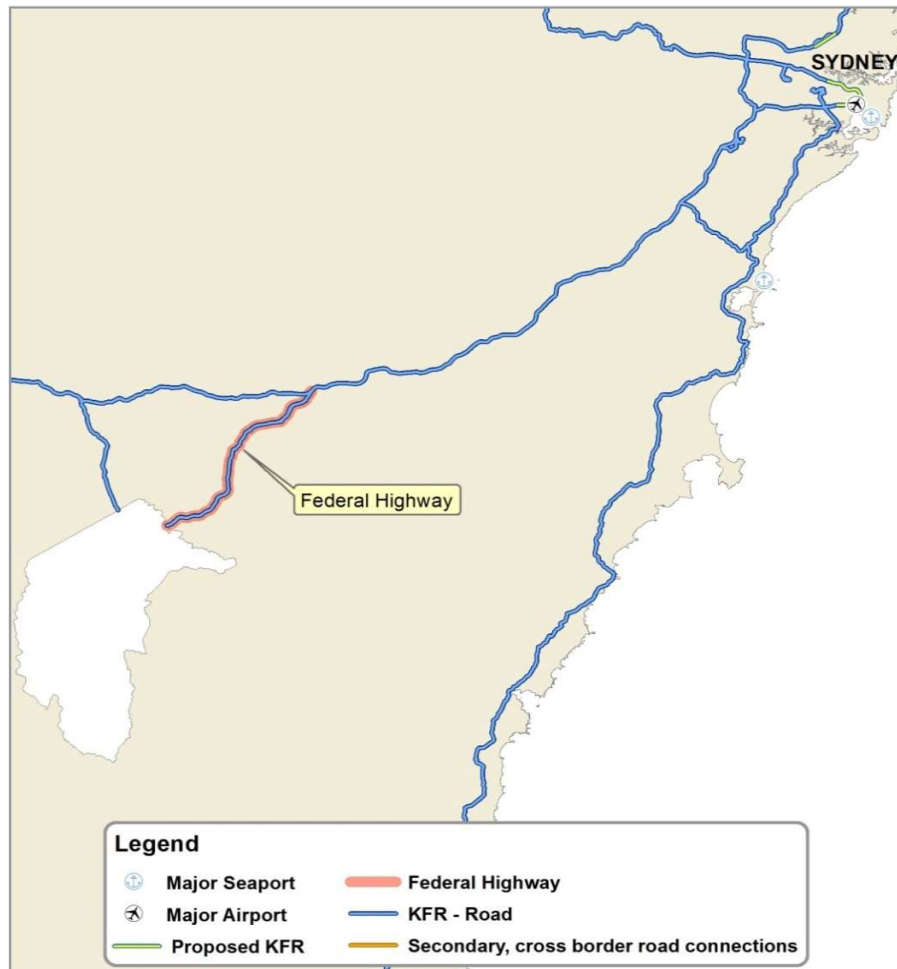 SYDNEY
Federal Highway
Legend
Major Seaport
Federal Highway
Major Airport
KFR - Road
Proposed KFR
Secondary, cross border road connections